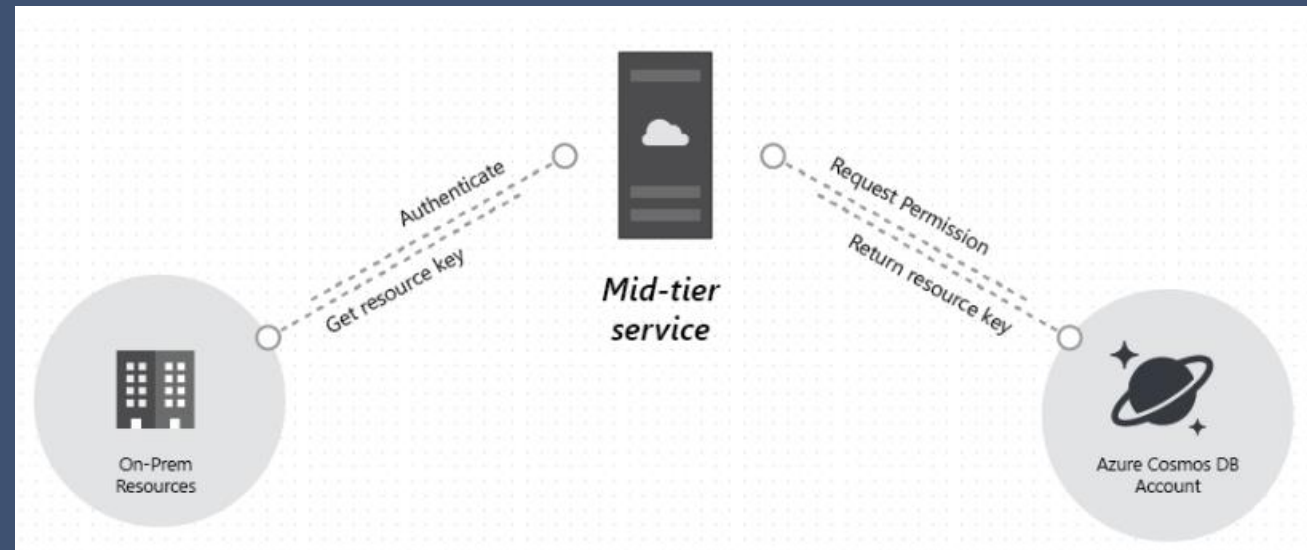 Authenticate
Get resource key
Mid-tier
service
Request Permission
Return resource key
On-Prem
Resources
Azure Cosmos DB
Account